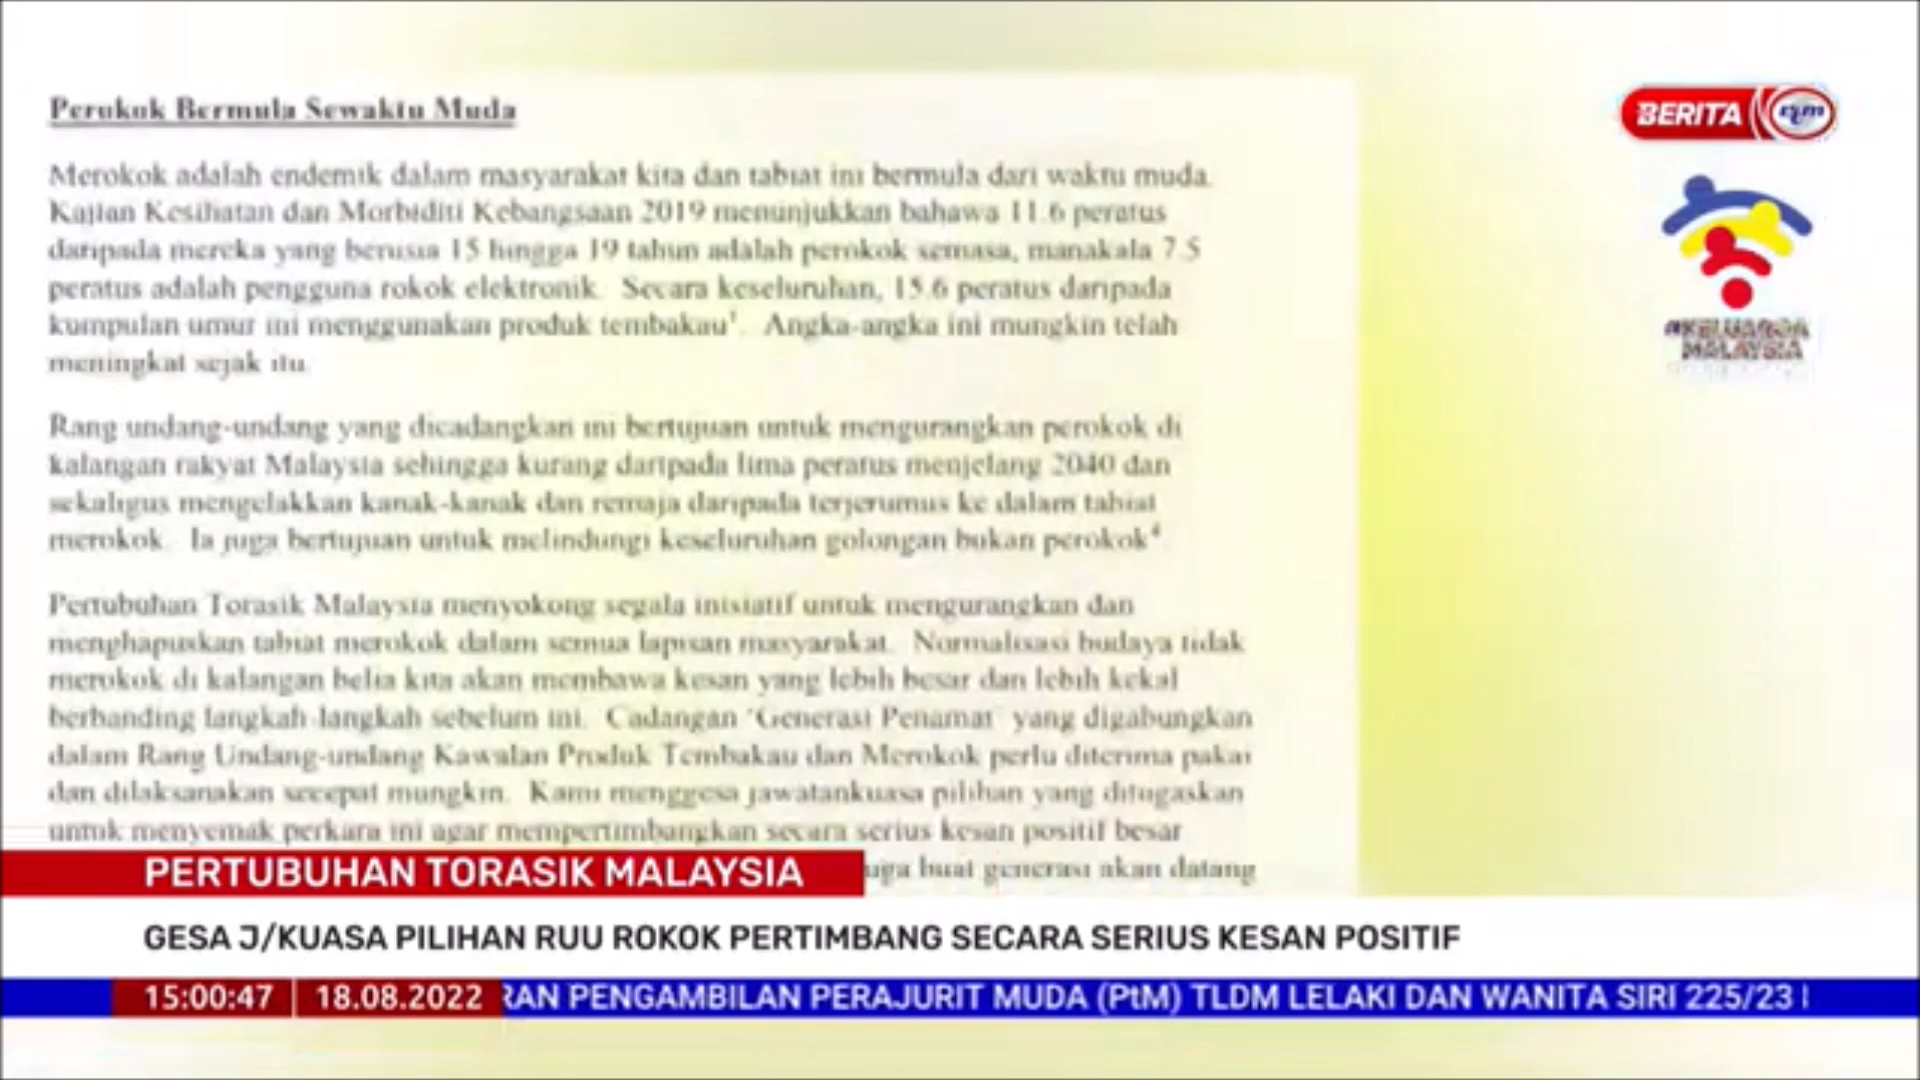 Perokok Bermula Sewaktu Muda
Merokok adalah endemik dalam masyarakat kita dan tabiat ini bermula dari waktu muda.
Kajian Kesihatan dan Morbiditi Kebangsaan 2019 menunjukkan bahawa 11.6 peratus
daripada mereka yang berusia 15 hingga 19 tahun adalah perokok semasa, manakala 7.5
peratus adalah pengguna rokok elektronik. Secara keseluruhan, 15.6 peratus daripada
kumpulan umur ini menggunakan produk tembakau¹. Angka-angka ini mungkin telah
meningkat sejak itu.
Rang undang-undang yang dicadangkan ini bertujuan untuk mengurangkan perokok di
kalangan rakyat Malaysia sehingga kurang daripada lima peratus menjelang 2040 dan
sekaligus mengelakkan kanak-kanak dan remaja daripada terjerumus ke dalam tabiat
merokok. Ia juga bertujuan untuk melindungi keseluruhan golongan bukan perokok⁴.
Pertubuhan Torasik Malaysia menyokong segala inisiatif untuk mengurangkan dan
menghapuskan tabiat merokok dalam semua lapisan masyarakat. Normalisasi budaya tidak
merokok di kalangan belia kita akan membawa kesan yang lebih besar dan lebih kekal
berbanding langkah-langkah sebelum ini. Cadangan 'Generasi Penamat' yang digabungkan
dalam Rang Undang-undang Kawalan Produk Tembakau dan Merokok perlu diterima pakai
dan dilaksanakan secepat mungkin. Kami menggesa jawatankuasa pilihan yang ditugaskan
untuk menyemak perkara ini agar mempertimbangkan secara serius kesan positif besar
uga buat generasi akan datang
BERITA rtm
#KELUARGA
MALAYSIA
PERTUBUHAN TORASIK MALAYSIA
GESA J/KUASA PILIHAN RUU ROKOK PERTIMBANG SECARA SERIUS KESAN POSITIF
15:00:47 18.08.2022 RAN PENGAMBILAN PERAJURIT MUDA (PtM) TLDM LELAKI DAN WANITA SIRI 225/23